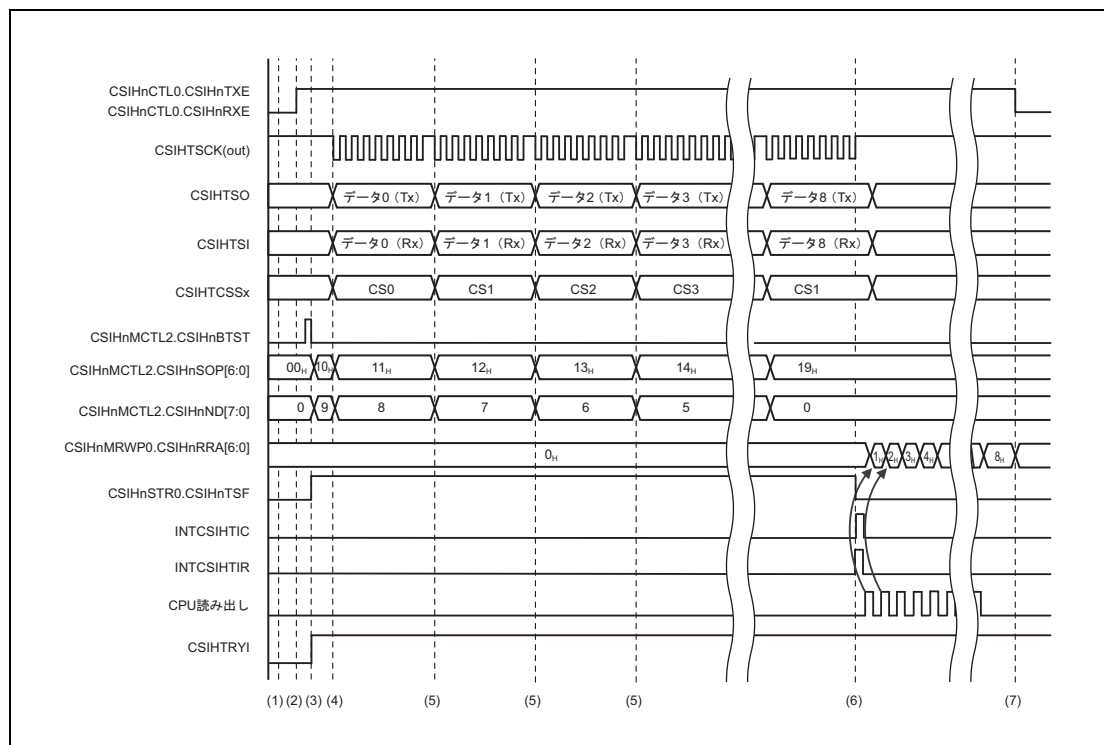 CSIHnCTL0.CSIHnTXE
CSIHnCTL0.CSIHnRXE
CSIHTSCK(out)
CSIHTSO データ0（Tx） データ1（Tx） データ2（Tx） データ3（Tx） データ8（Tx）
CSIHTSI データ0（Rx） データ1（Rx） データ2（Rx） データ3（Rx） データ8（Rx）
CSIHTCSSx CS0 CS1 CS2 CS3 CS1
CSIHnMCTL2.CSIHnBTST
CSIHnMCTL2.CSIHnSOP[6:0] 00H 10H 11H 12H 13H 14H 19H
CSIHnMCTL2.CSIHnND[7:0] 0 9 8 7 6 5 0
CSIHnMRWP0.CSIHnRRA[6:0] 0H 1H 2H 3H 4H 8H
CSIHnSTR0.CSIHnTSF
INTCSIHTIC
INTCSIHTIR
CPU読み出し
CSIHTRYI
(1) (2) (3) (4) (5) (5) (5) (6) (7)